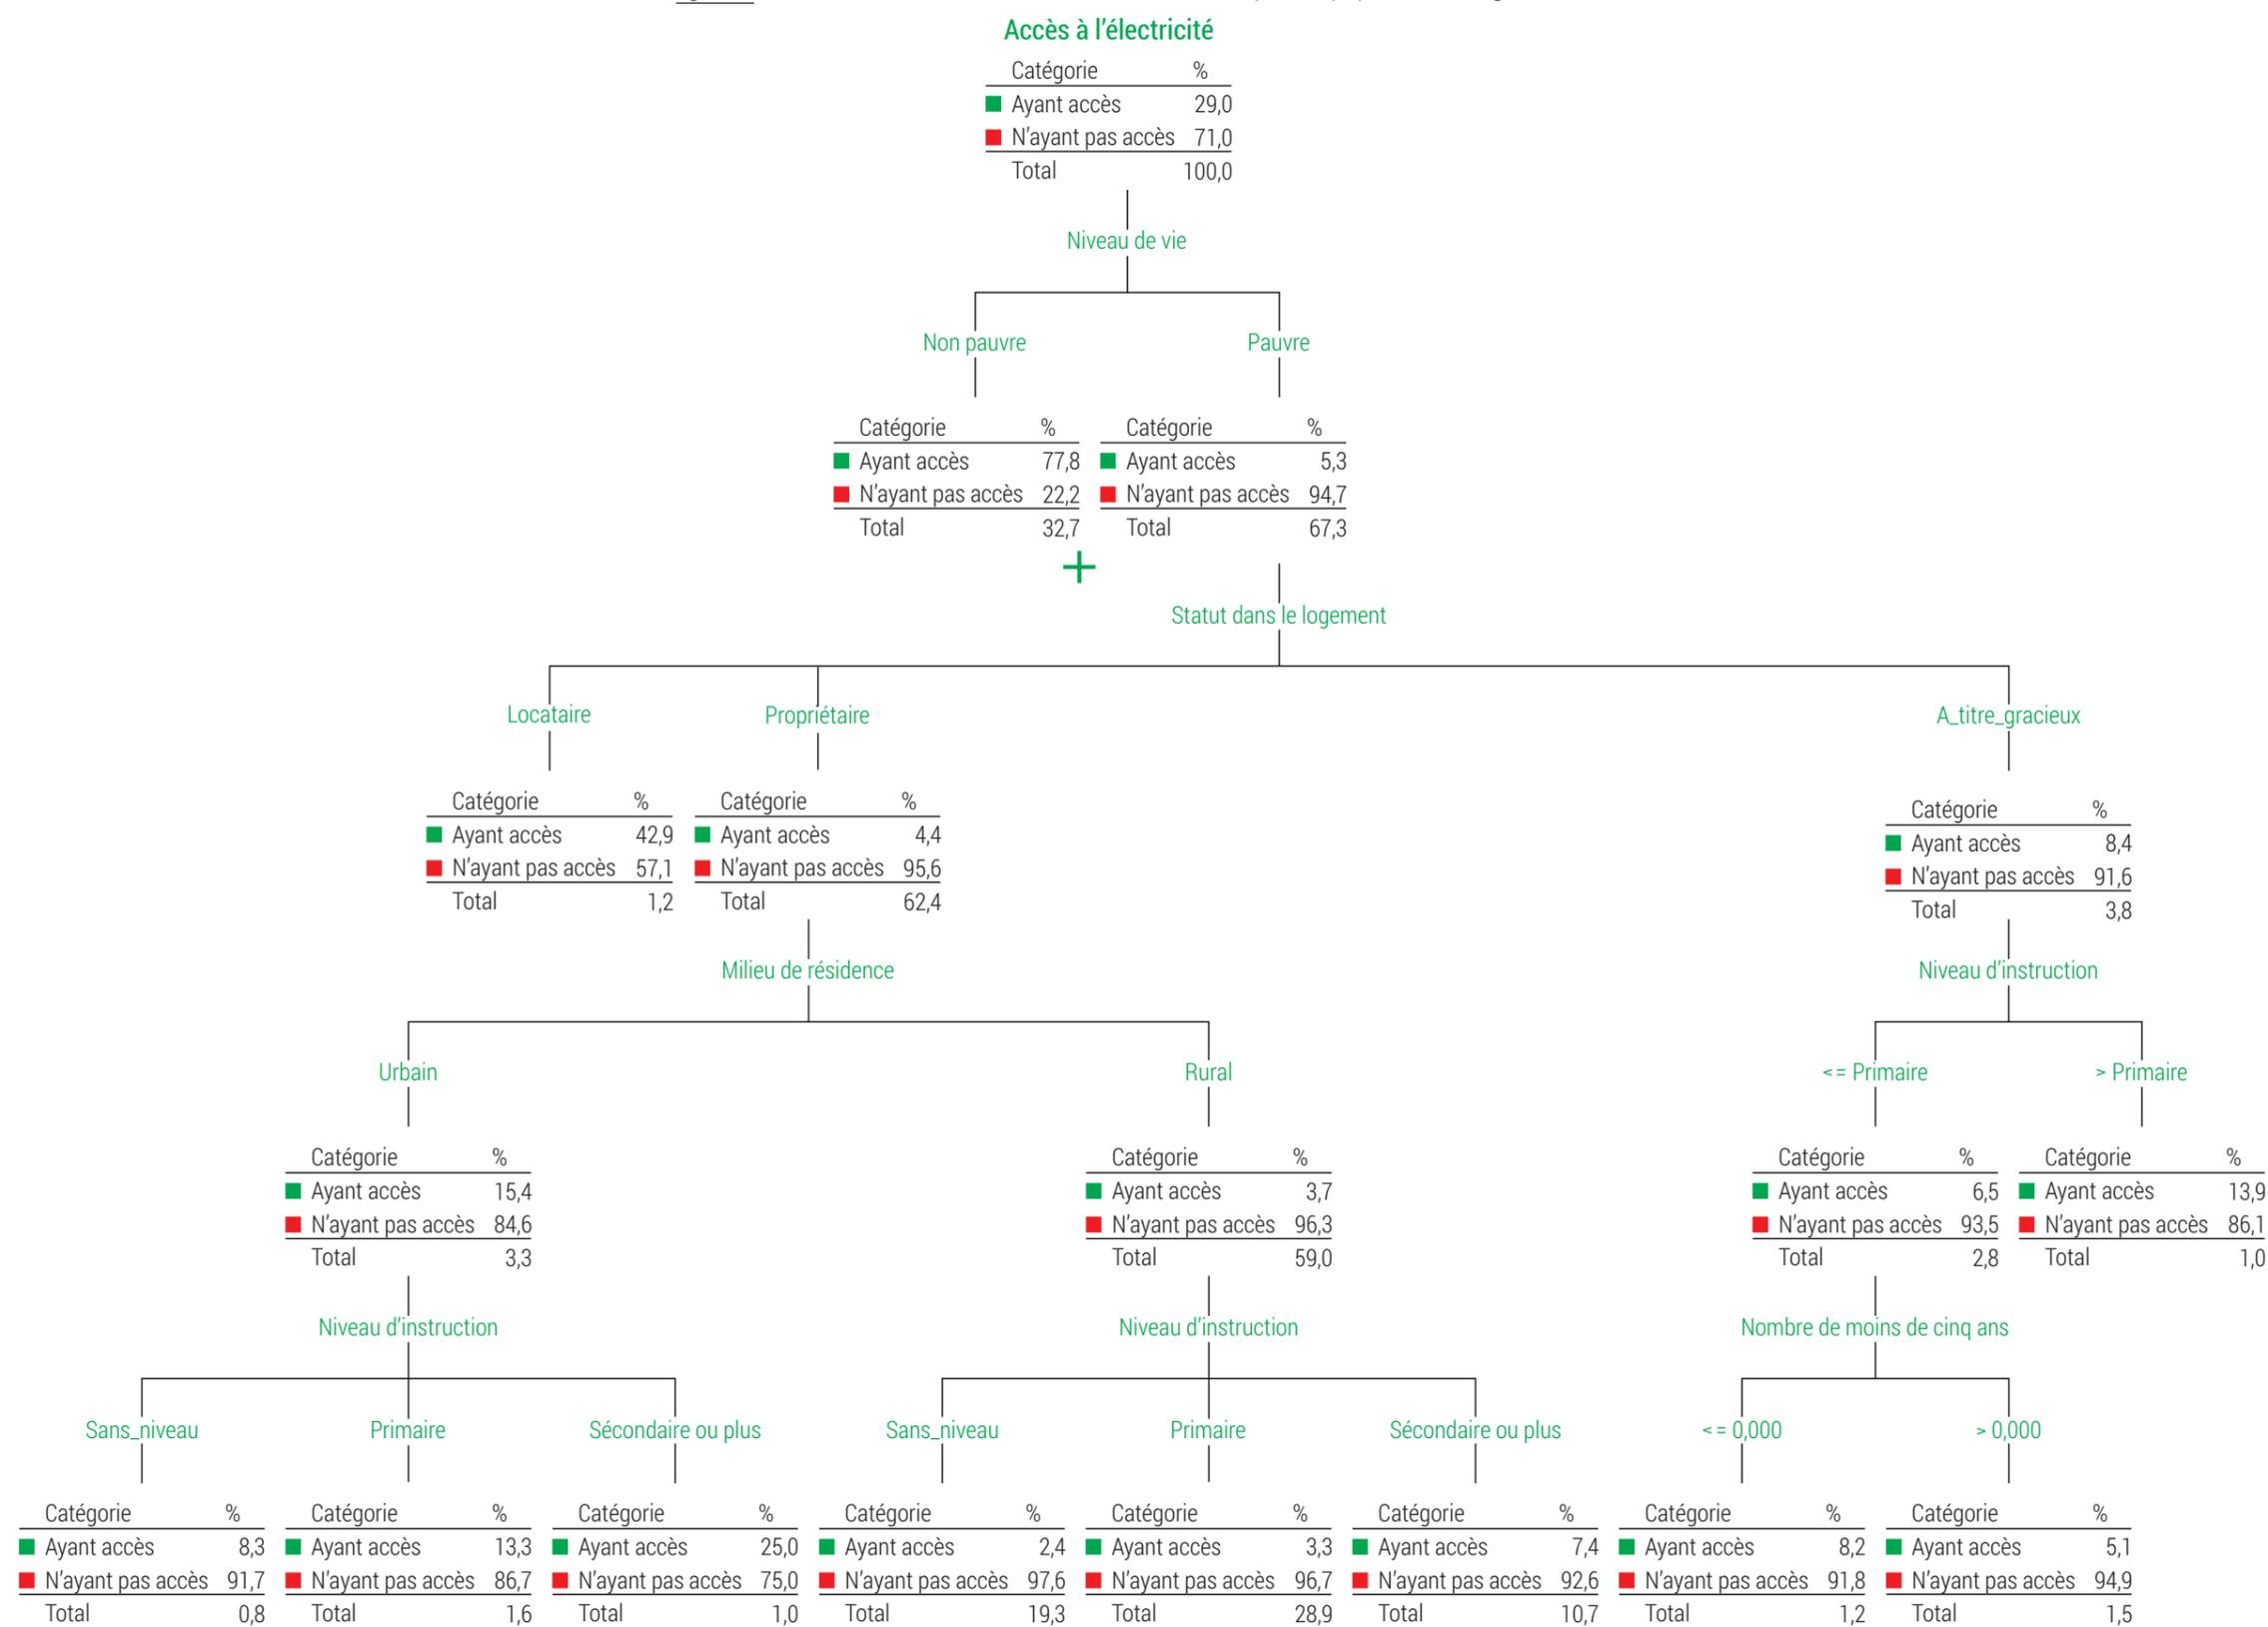 Accès à l'électricité
Catégorie %
Ayant accès 29,0
N'ayant pas accès 71,0
Total 100,0
Niveau de vie
Non pauvre Pauvre
Catégorie % Catégorie %
Ayant accès 77,8 Ayant accès 5,3
N'ayant pas accès 22,2 N'ayant pas accès 94,7
Total 32,7 Total 67,3
+
Statut dans le logement
Locataire Propriétaire A_titre_gracieux
Catégorie % Catégorie % Catégorie %
Ayant accès 42,9 Ayant accès 4,4 Ayant accès 8,4
N'ayant pas accès 57,1 N'ayant pas accès 95,6 N'ayant pas accès 91,6
Total 1,2 Total 62,4 Total 3,8
Milieu de résidence Niveau d'instruction
Urbain Rural <= Primaire > Primaire
Catégorie % Catégorie % Catégorie % Catégorie %
Ayant accès 15,4 Ayant accès 3,7 Ayant accès 6,5 Ayant accès 13,9
N'ayant pas accès 84,6 N'ayant pas accès 96,3 N'ayant pas accès 93,5 N'ayant pas accès 86,1
Total 3,3 Total 59,0 Total 2,8 Total 1,0
Niveau d'instruction Niveau d'instruction Nombre de moins de cinq ans
Sans_niveau Primaire Sécondaire ou plus Sans_niveau Primaire Sécondaire ou plus <= 0,000 > 0,000
Catégorie % Catégorie % Catégorie % Catégorie % Catégorie % Catégorie % Catégorie % Catégorie %
Ayant accès 8,3 Ayant accès 13,3 Ayant accès 25,0 Ayant accès 2,4 Ayant accès 3,3 Ayant accès 7,4 Ayant accès 8,2 Ayant accès 5,1
N'ayant pas accès 91,7 N'ayant pas accès 86,7 N'ayant pas accès 75,0 N'ayant pas accès 97,6 N'ayant pas accès 96,7 N'ayant pas accès 92,6 N'ayant pas accès 91,8 N'ayant pas accès 94,9
Total 0,8 Total 1,6 Total 1,0 Total 19,3 Total 28,9 Total 10,7 Total 1,2 Total 1,5